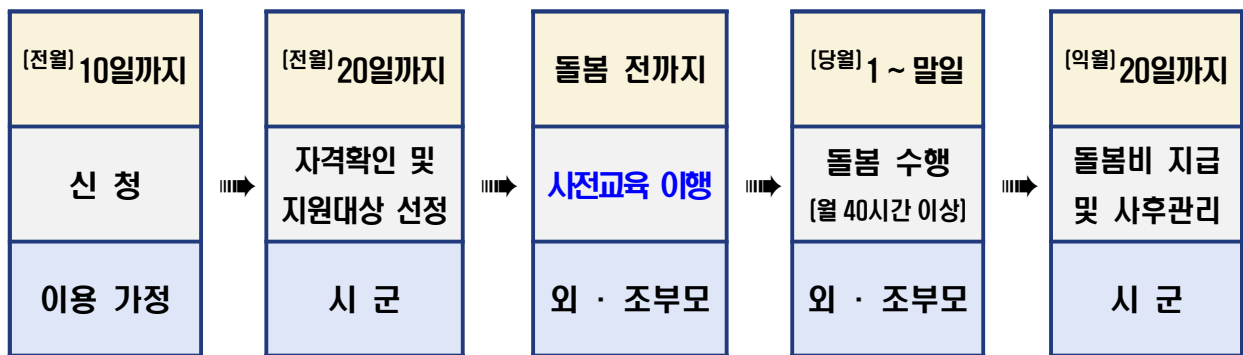 [전월] 10일까지
신 청
이용 가정
[전월] 20일까지
자격확인 및
지원대상 선정
시 군
돌봄 전까지
사전교육 이행
외 · 조부모
[당월] 1 ~ 말일
돌봄 수행
(월 40시간 이상)
외 · 조부모
[익월] 20일까지
돌봄비 지급
및 사후관리
시 군